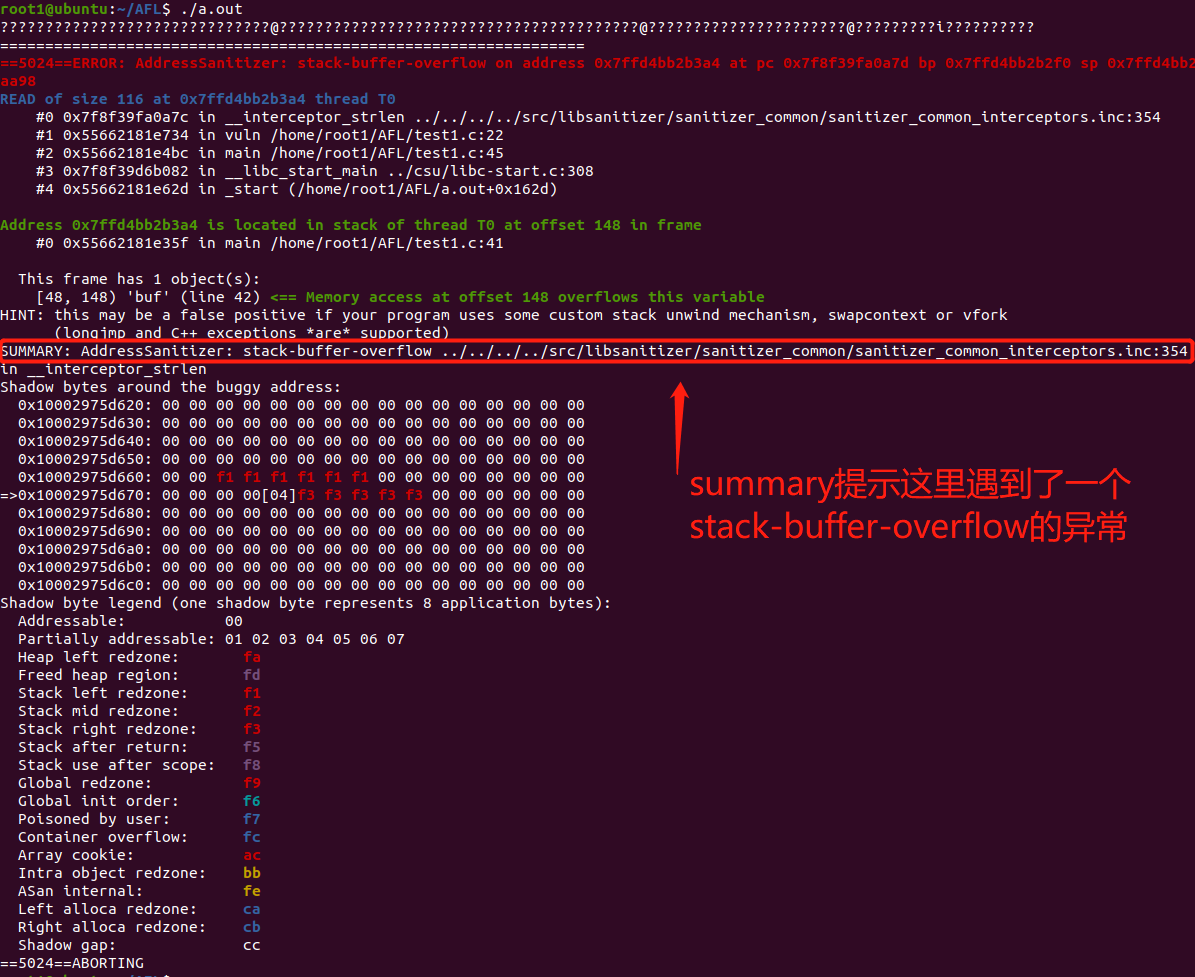 root1@ubuntu:~/AFL$ ./a.out
??????????????????????????????@????????????????????????????????????????@??????????????????????@?????????i??????????
=================================================================
==5024==ERROR: AddressSanitizer: stack-buffer-overflow on address 0x7ffd4bb2b3a4 at pc 0x7f8f39fa0a7d bp 0x7ffd4bb2b2f0 sp 0x7ffd4bb2
aa98
READ of size 116 at 0x7ffd4bb2b3a4 thread T0
    #0 0x7f8f39fa0a7c in __interceptor_strlen ../../../../src/libsanitizer/sanitizer_common/sanitizer_common_interceptors.inc:354
    #1 0x55662181e734 in vuln /home/root1/AFL/test1.c:22
    #2 0x55662181e4bc in main /home/root1/AFL/test1.c:45
    #3 0x7f8f39d6b082 in __libc_start_main ../csu/libc-start.c:308
    #4 0x55662181e62d in _start (/home/root1/AFL/a.out+0x162d)
Address 0x7ffd4bb2b3a4 is located in stack of thread T0 at offset 148 in frame
    #0 0x55662181e35f in main /home/root1/AFL/test1.c:41
  This frame has 1 object(s):
    [48, 148) 'buf' (line 42) <== Memory access at offset 148 overflows this variable
HINT: this may be a false positive if your program uses some custom stack unwind mechanism, swapcontext or vfork
      (longjmp and C++ exceptions *are* supported)
SUMMARY: AddressSanitizer: stack-buffer-overflow ../../../../src/libsanitizer/sanitizer_common/sanitizer_common_interceptors.inc:354
in __interceptor_strlen
Shadow bytes around the buggy address:
  0x10002975d620: 00 00 00 00 00 00 00 00 00 00 00 00 00 00 00 00
  0x10002975d630: 00 00 00 00 00 00 00 00 00 00 00 00 00 00 00 00
  0x10002975d640: 00 00 00 00 00 00 00 00 00 00 00 00 00 00 00 00
  0x10002975d650: 00 00 00 00 00 00 00 00 00 00 00 00 00 00 00 00
  0x10002975d660: 00 00 f1 f1 f1 f1 f1 f1 00 00 00 00 00 00 00 00
=>0x10002975d670: 00 00 00 00[04]f3 f3 f3 f3 f3 00 00 00 00 00 00
  0x10002975d680: 00 00 00 00 00 00 00 00 00 00 00 00 00 00 00 00
  0x10002975d690: 00 00 00 00 00 00 00 00 00 00 00 00 00 00 00 00
  0x10002975d6a0: 00 00 00 00 00 00 00 00 00 00 00 00 00 00 00 00
  0x10002975d6b0: 00 00 00 00 00 00 00 00 00 00 00 00 00 00 00 00
  0x10002975d6c0: 00 00 00 00 00 00 00 00 00 00 00 00 00 00 00 00
summary提示这里遇到了一个
stack-buffer-overflow的异常
Shadow byte legend (one shadow byte represents 8 application bytes):
  Addressable:           00
  Partially addressable: 01 02 03 04 05 06 07
  Heap left redzone:       fa
  Freed heap region:       fd
  Stack left redzone:      f1
  Stack mid redzone:       f2
  Stack right redzone:     f3
  Stack after return:      f5
  Stack use after scope:   f8
  Global redzone:          f9
  Global init order:       f6
  Poisoned by user:        f7
  Container overflow:      fc
  Array cookie:            ac
  Intra object redzone:    bb
  ASan internal:           fe
  Left alloca redzone:     ca
  Right alloca redzone:    cb
  Shadow gap:              cc
==5024==ABORTING